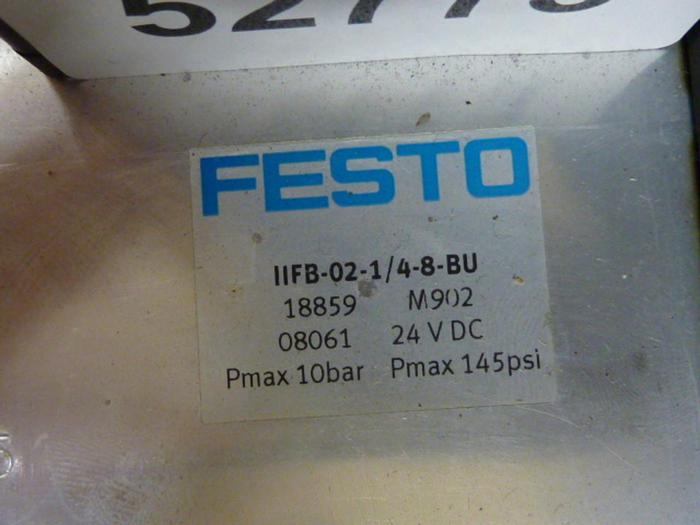 FESTO
IIFB-02-1/4-8-BU
18859 M902
08061 24 V DC
Pmax 10bar Pmax 145psi